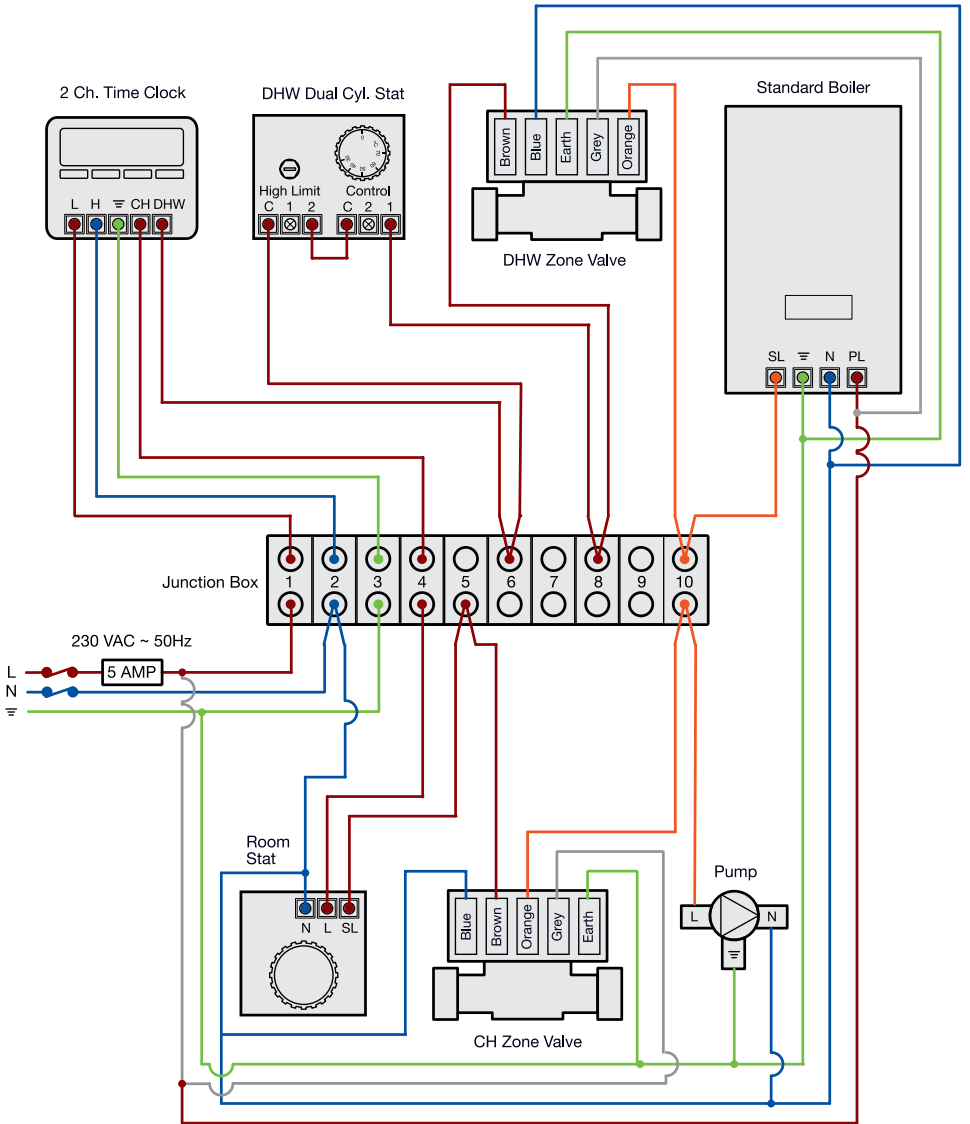 2 Ch. Time Clock
L H CH DHW
DHW Dual Cyl. Stat
High Limit Control
C 1 2 C 2 1
Brown
Blue
Earth
Grey
Orange
DHW Zone Valve
Standard Boiler
SL N PL
Junction Box
1 2 3 4 5 6 7 8 9 10
230 VAC ~ 50Hz
L
5 AMP
N
Room
Stat
N L SL
Blue
Brown
Orange
Grey
Earth
CH Zone Valve
Pump
L N